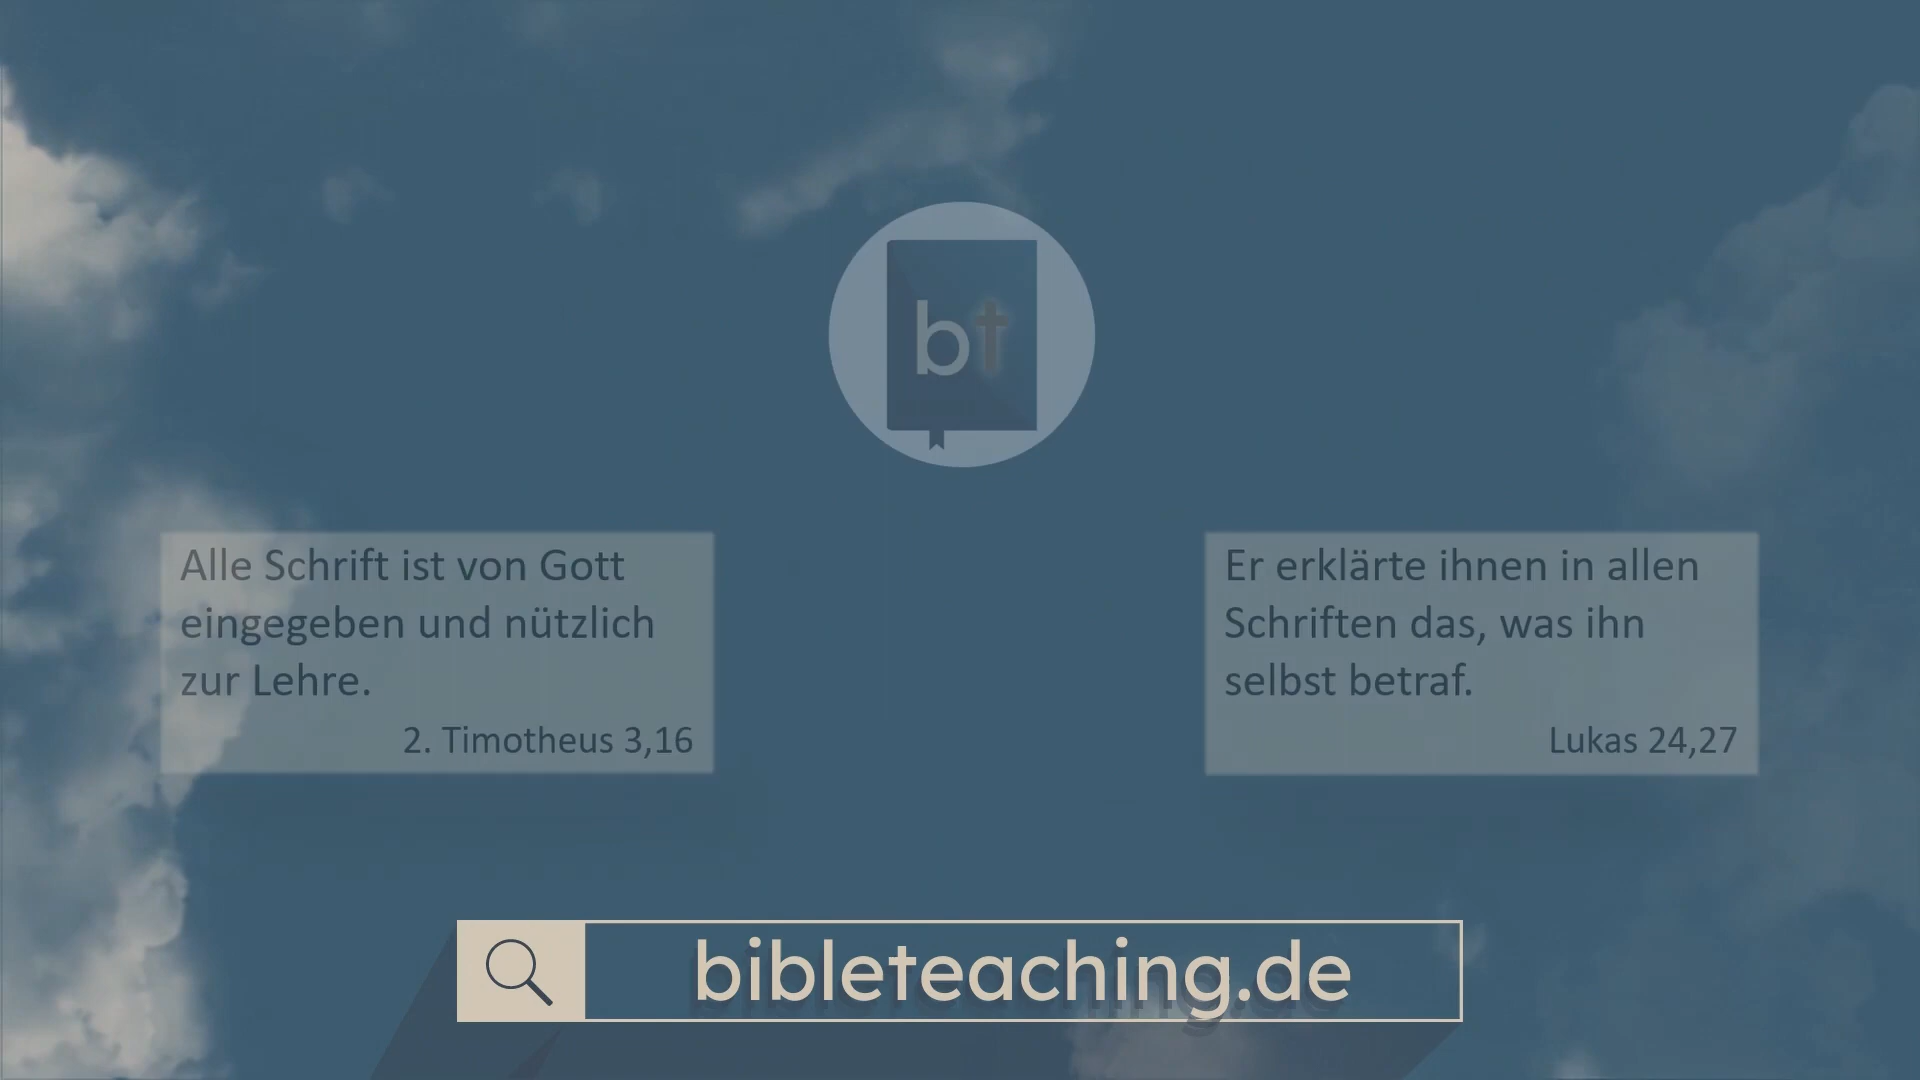 bt
Alle Schrift ist von Gott
eingegeben und nützlich
zur Lehre.
2. Timotheus 3,16
Er erklärte ihnen in allen
Schriften das, was ihn
selbst betraf.
Lukas 24,27
bibleteaching.de